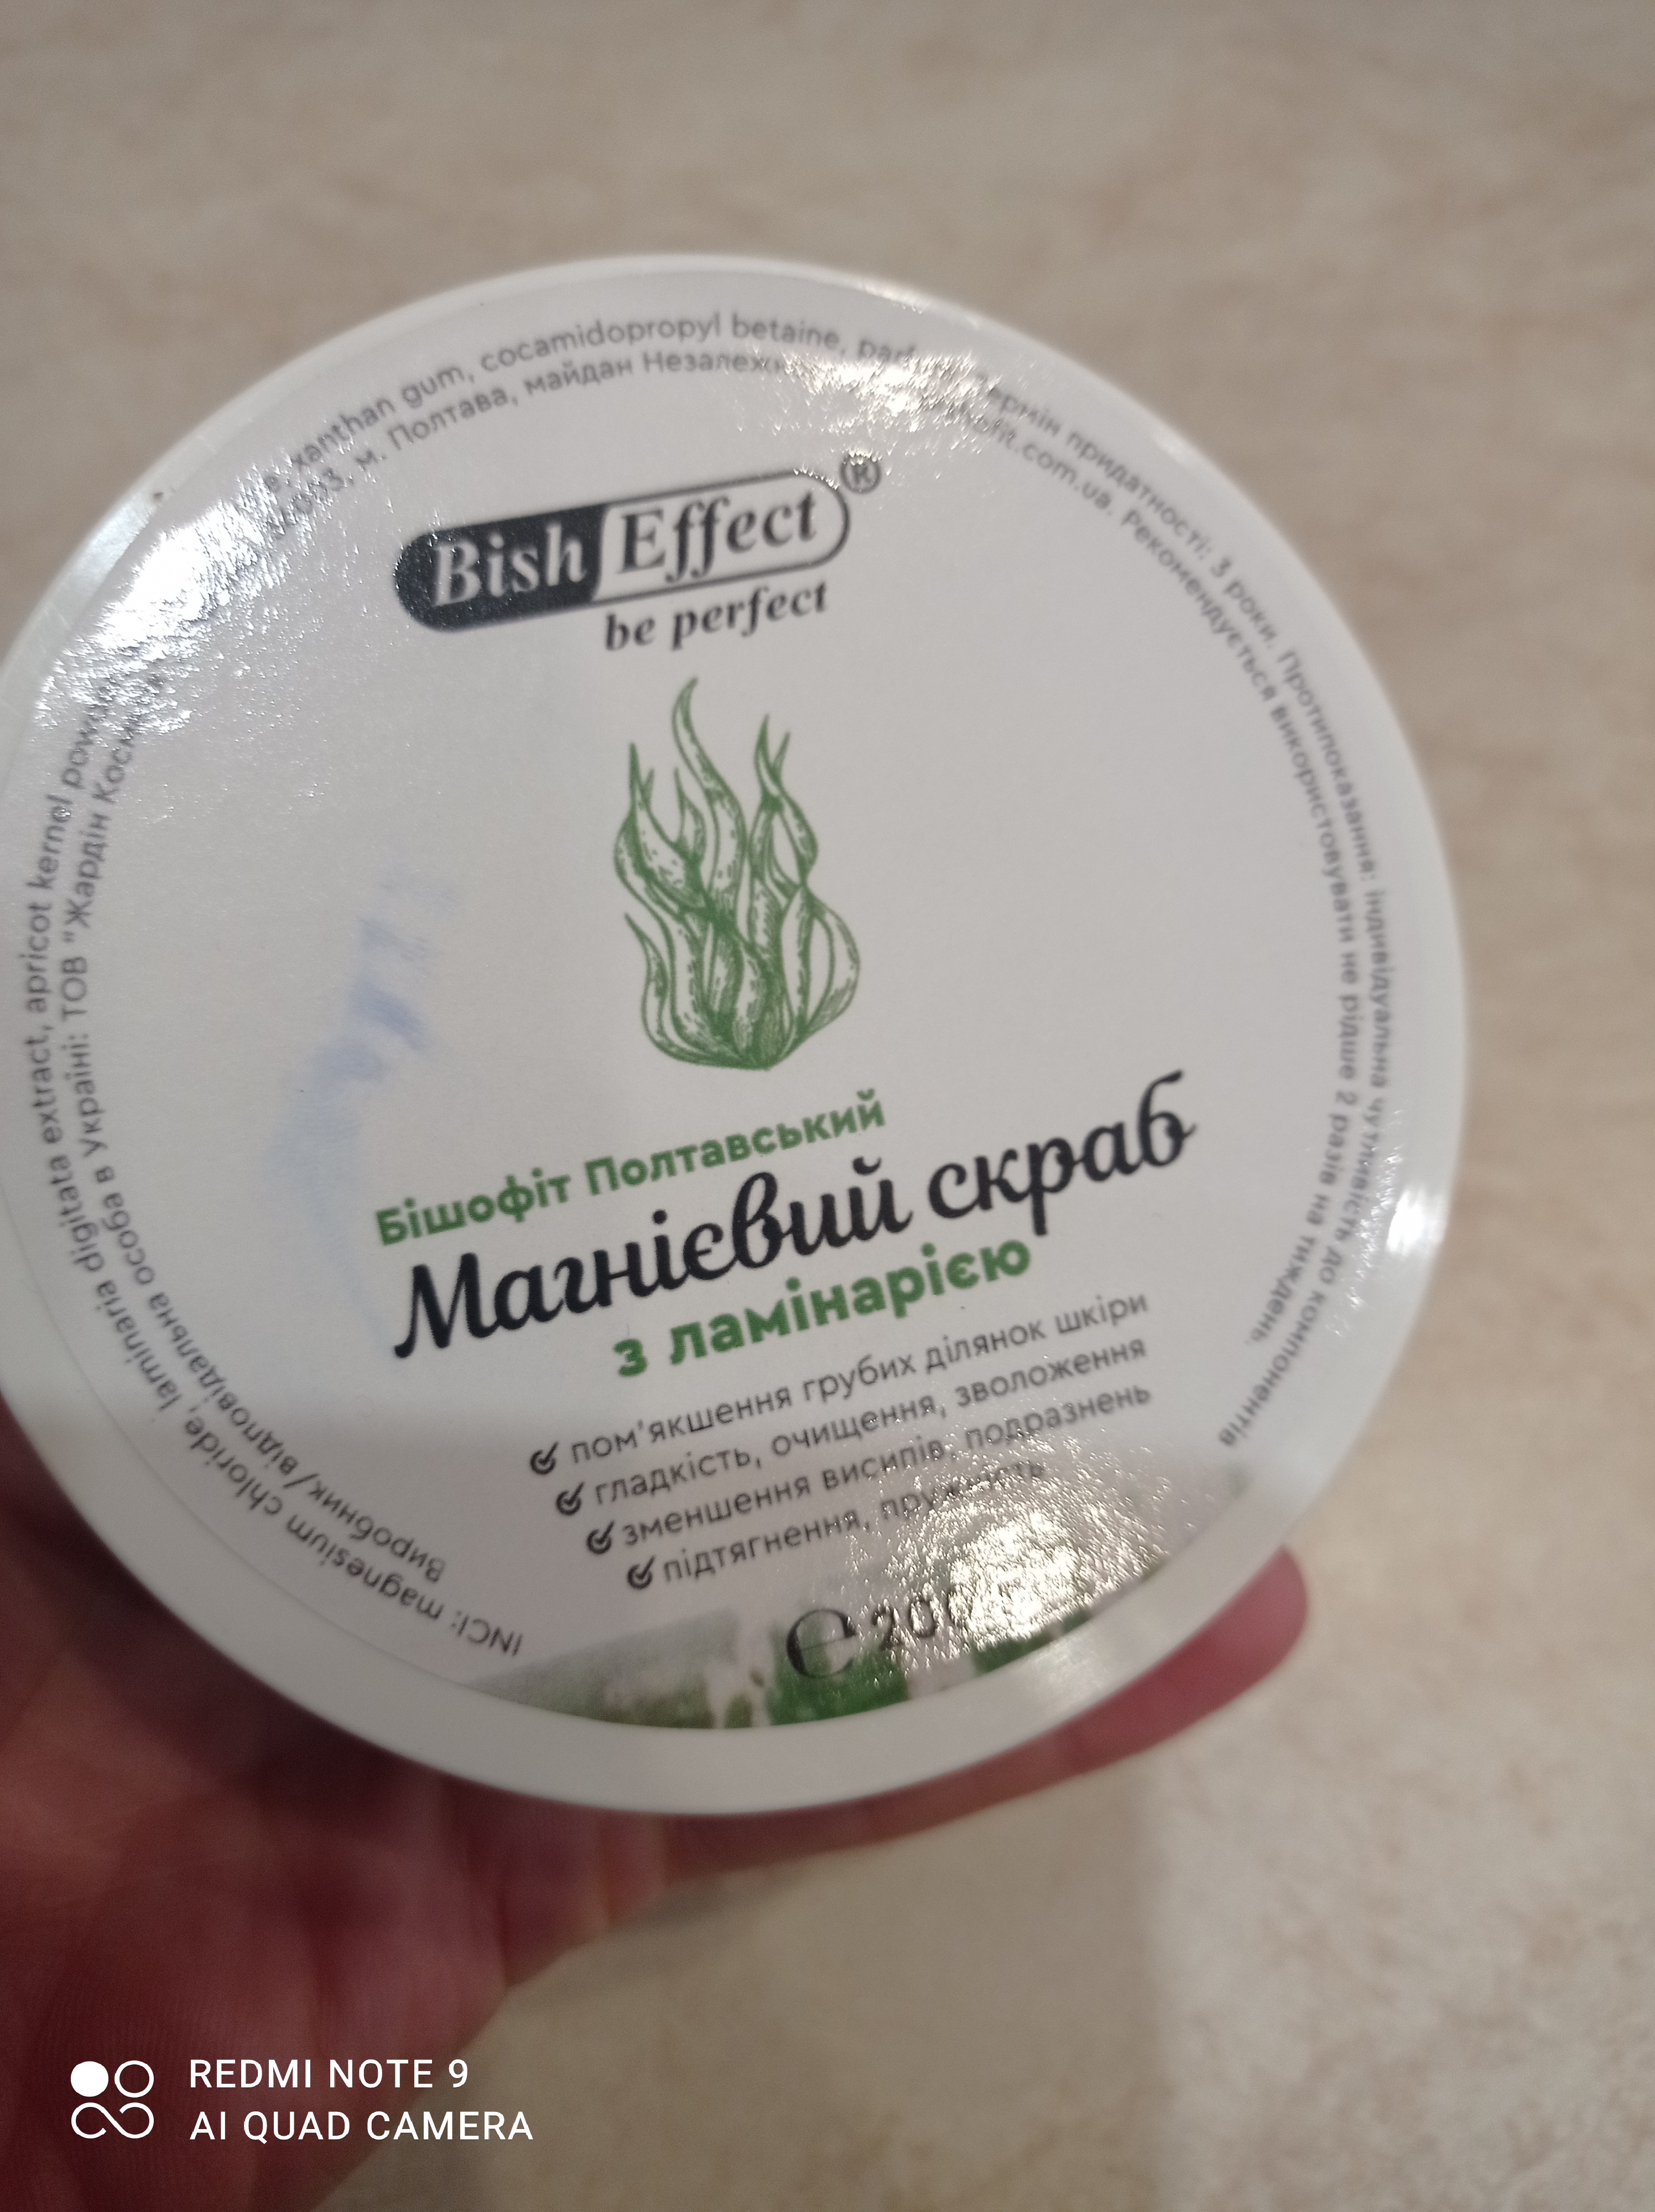 Bish Effect®
be perfect
Бішофіт Полтавський
Магнієвий скраб
з ламінарією
пом'якшення грубих ділянок шкіри
гладкість, очищення, зволоження
зменшення висипів, подразнень
підтягнення, пружність
℮ 200
INCI: magnesium chloride, laminaria digitata extract, apricot kernel powder, xanthan gum, cocamidopropyl betaine, термін придатності: 3 роки. Протипоказання: індивідуальна чутливість до компонентів
Виробник/відповідальна особа в Україні: ТОВ "Жардін м. Полтава, майдан .com.ua. Рекомендується використовувати не рідше 2 разів на тиждень.
REDMI NOTE 9
AI QUAD CAMERA